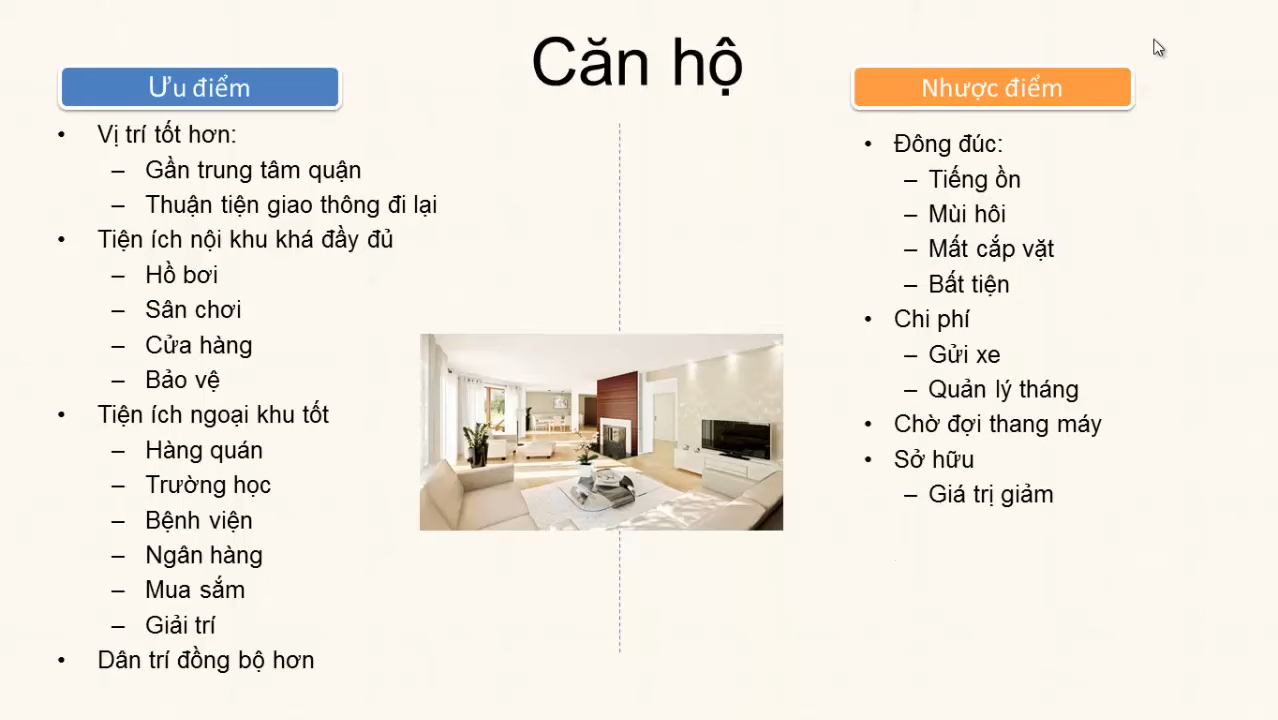 Căn hộ
Ưu điểm
• Vị trí tốt hơn:
– Gần trung tâm quận
– Thuận tiện giao thông đi lại
• Tiện ích nội khu khá đầy đủ
– Hồ bơi
– Sân chơi
– Cửa hàng
– Bảo vệ
• Tiện ích ngoại khu tốt
– Hàng quán
– Trường học
– Bệnh viện
– Ngân hàng
– Mua sắm
– Giải trí
• Dân trí đồng bộ hơn
Nhược điểm
• Đông đúc:
– Tiếng ồn
– Mùi hôi
– Mất cắp vặt
– Bất tiện
• Chi phí
– Gửi xe
– Quản lý tháng
• Chờ đợi thang máy
• Sở hữu
– Giá trị giảm